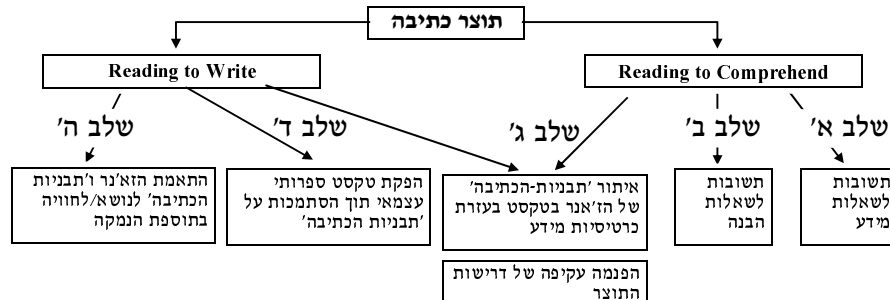 תוצר כתיבה
Reading to Comprehend
Reading to Write
שלב א'
שלב ב'
שלב ג'
שלב ד'
שלב ה'
תשובות
לשאלות
מידע
תשובות
לשאלות
הבנה
איתור 'תבניות-הכתיבה'
של הז'אנר בטקסט בעזרת
כרטיסיות מידע
הפקת טקסט ספרותי
עצמאי תוך הסתמכות על
'תבניות הכתיבה'
התאמת הזא'נר ו'תבניות
הכתיבה' לנושא/לחוויה
בתוספת הנמקה
הפנמה עקיפה של דרישות
התוצר